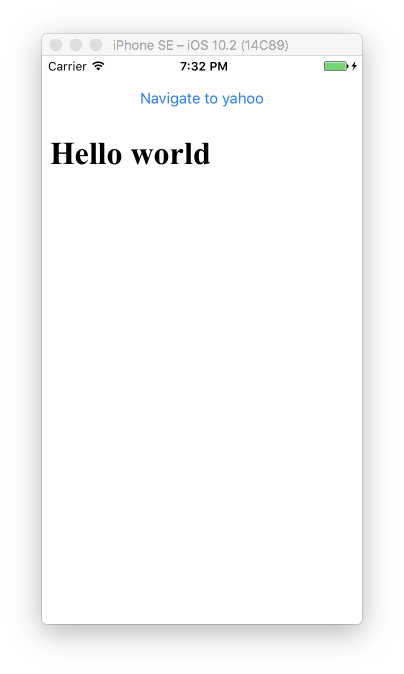 iPhone SE – iOS 10.2 (14C89)
Carrier 7:32 PM
Navigate to yahoo
Hello world